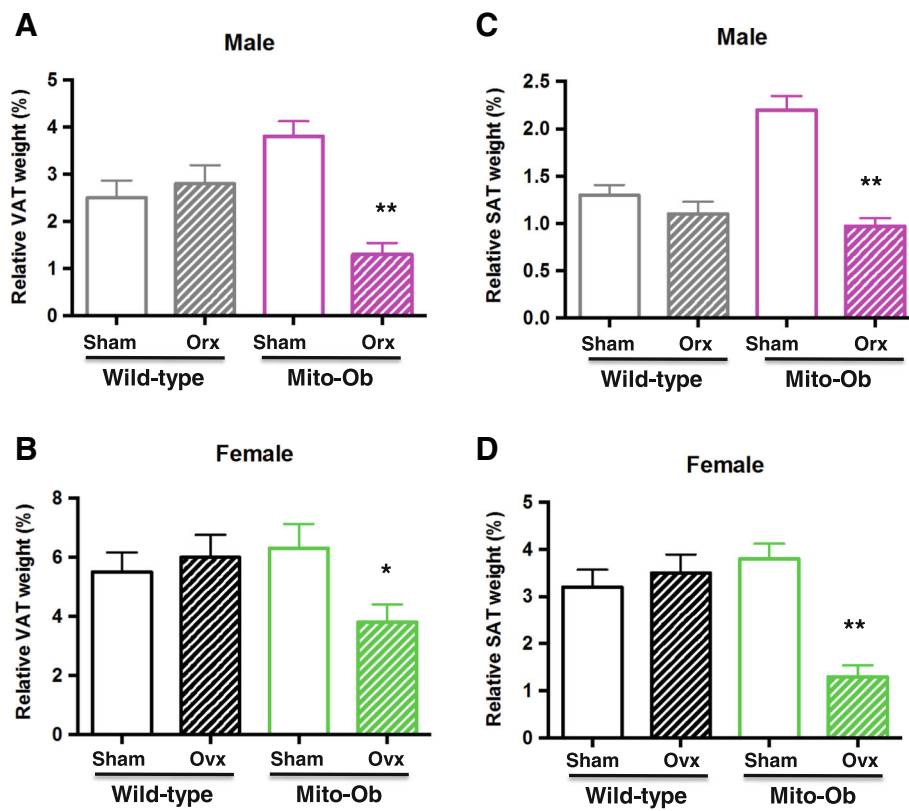 A
Male
Relative VAT weight (%)
5
4
3
2
1
0
**
Sham Orx Sham Orx
Wild-type Mito-Ob
C
Male
Relative SAT weight (%)
2.5
2.0
1.5
1.0
0.5
0.0
**
Sham Orx Sham Orx
Wild-type Mito-Ob
B
Female
Relative VAT weight (%)
8
6
4
2
0
*
Sham Ovx Sham Ovx
Wild-type Mito-Ob
D
Female
Relative SAT weight (%)
5
4
3
2
1
0
**
Sham Ovx Sham Ovx
Wild-type Mito-Ob